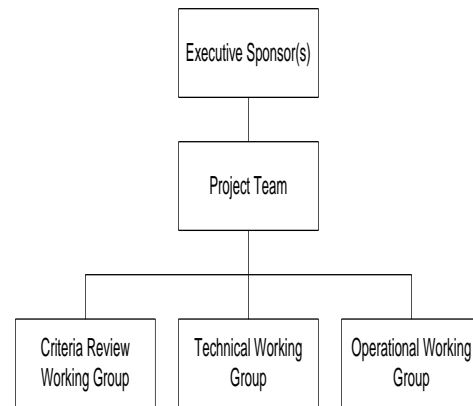 Executive Sponsor(s)
Project Team
Criteria Review
Working Group
Technical Working
Group
Operational Working
Group